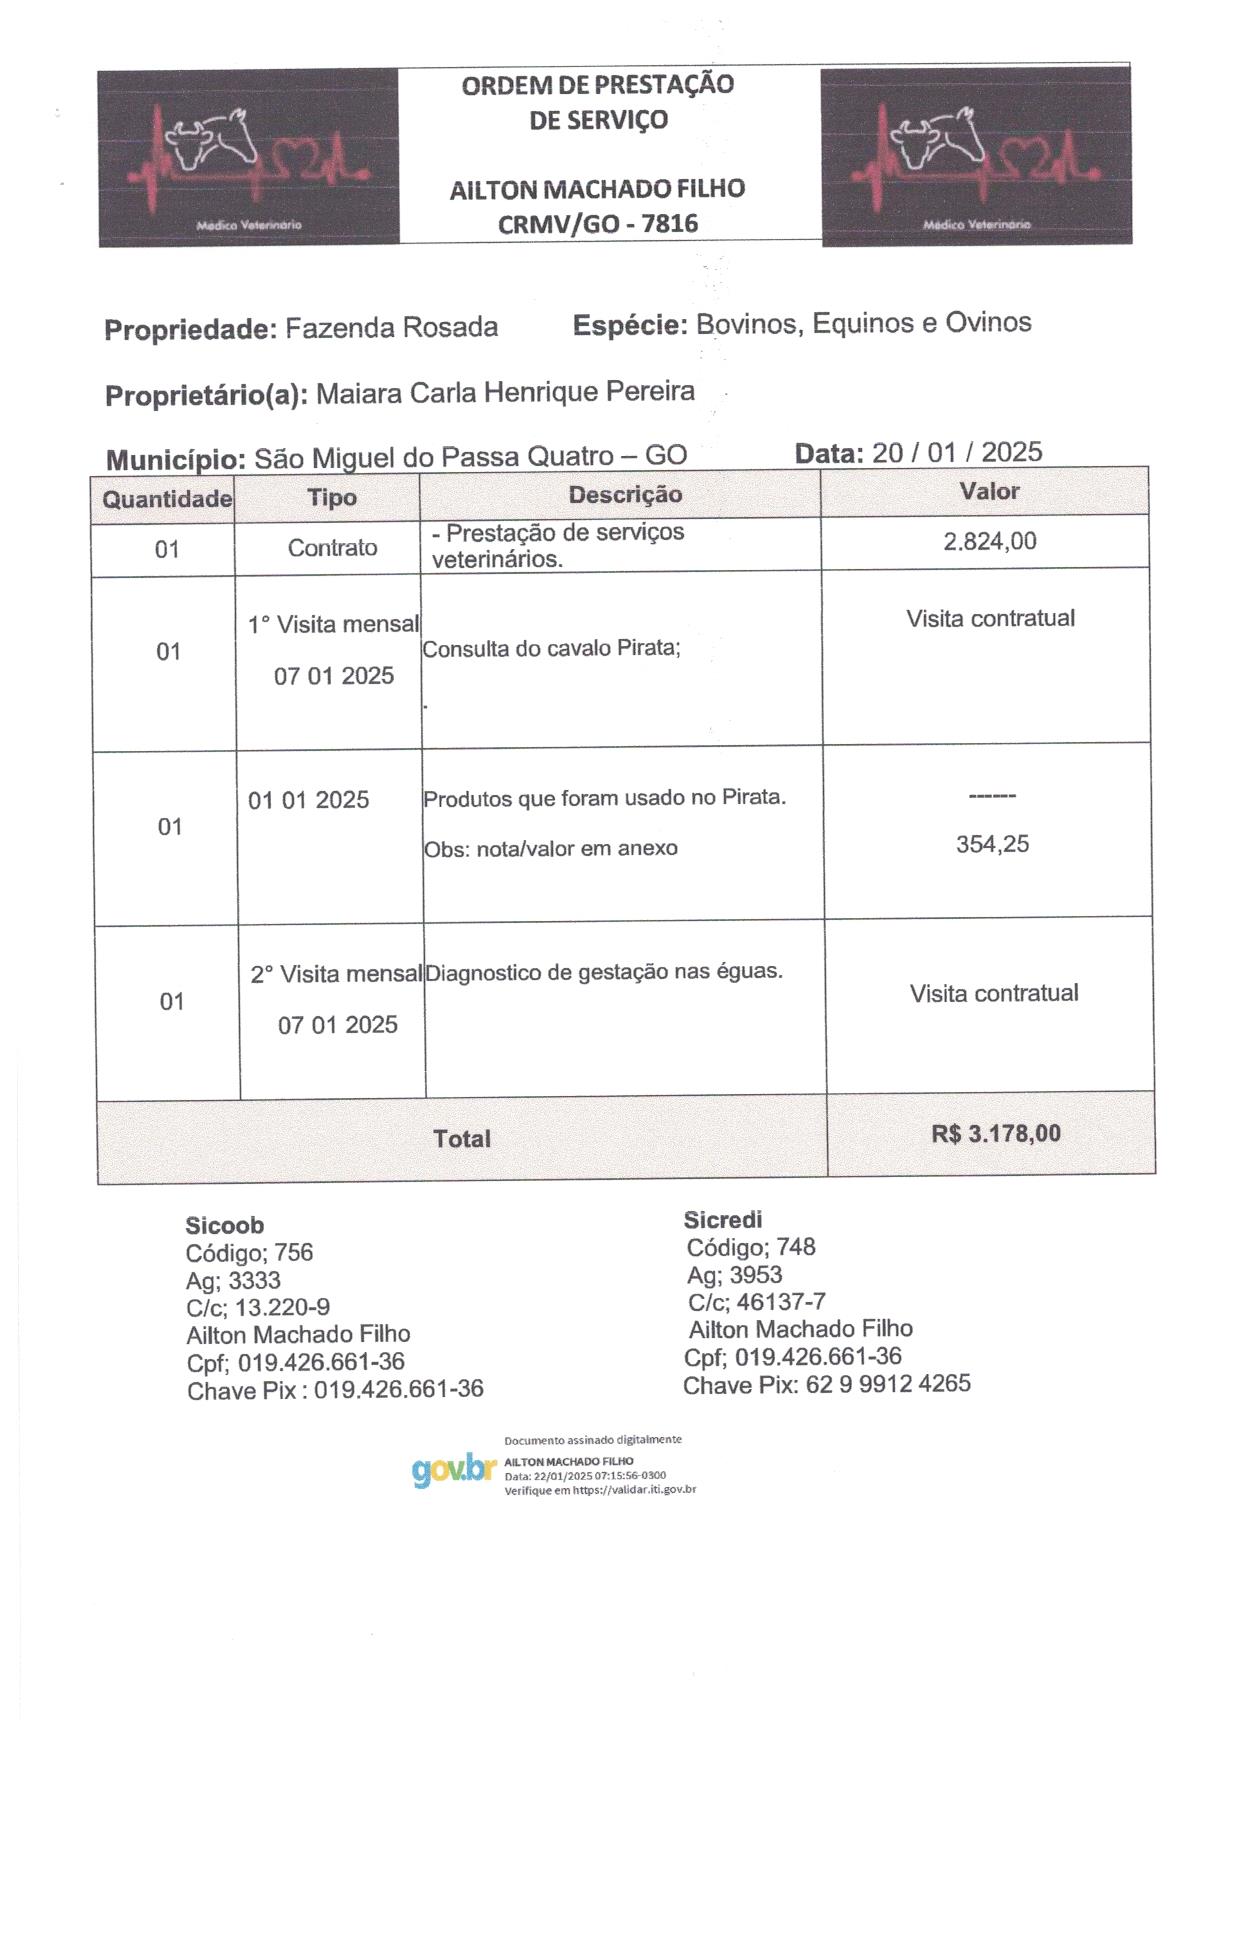 ORDEM DE PRESTAÇÃO
DE SERVIÇO
AILTON MACHADO FILHO
CRMV/GO - 7816
Médico Veterinário
Médico Veterinário
Propriedade: Fazenda Rosada Espécie: Bovinos, Equinos e Ovinos
Proprietário(a): Maiara Carla Henrique Pereira
Município: São Miguel do Passa Quatro – GO Data: 20 / 01 / 2025
Quantidade Tipo Descrição Valor
01 Contrato - Prestação de serviços
veterinários. 2.824,00
01 1° Visita mensal
07 01 2025
Consulta do cavalo Pirata;
.
Visita contratual
01 01 01 2025
Produtos que foram usado no Pirata.
Obs: nota/valor em anexo
------
354,25
01 2° Visita mensal
07 01 2025
Diagnostico de gestação nas éguas.
Visita contratual
Total R$ 3.178,00
Sicoob
Código; 756
Ag; 3333
C/c; 13.220-9
Ailton Machado Filho
Cpf; 019.426.661-36
Chave Pix : 019.426.661-36
Sicredi
Código; 748
Ag; 3953
C/c; 46137-7
Ailton Machado Filho
Cpf; 019.426.661-36
Chave Pix: 62 9 9912 4265
gov.br
Documento assinado digitalmente
AILTON MACHADO FILHO
Data: 22/01/2025 07:15:56-0300
Verifique em https://validar.iti.gov.br